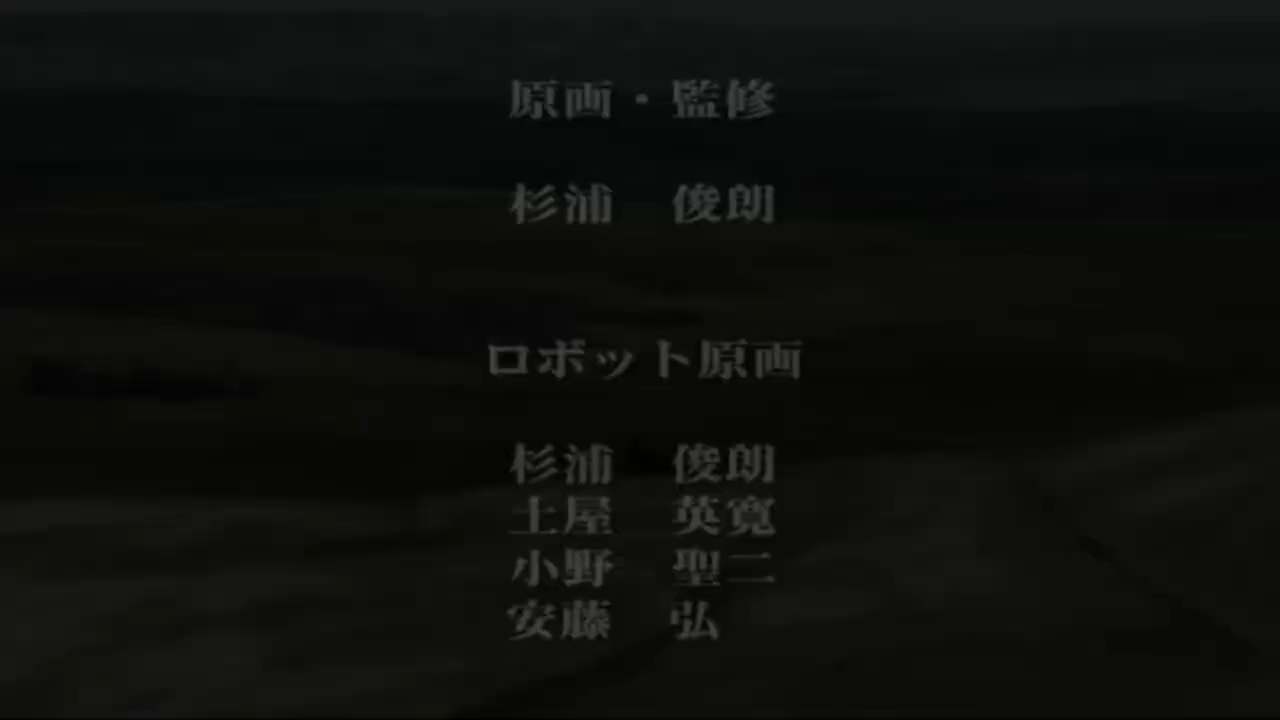 原画・監修
杉浦　俊朗
ロボット原画
杉浦　俊朗
土屋　英寛
小野　聖二
安藤　弘